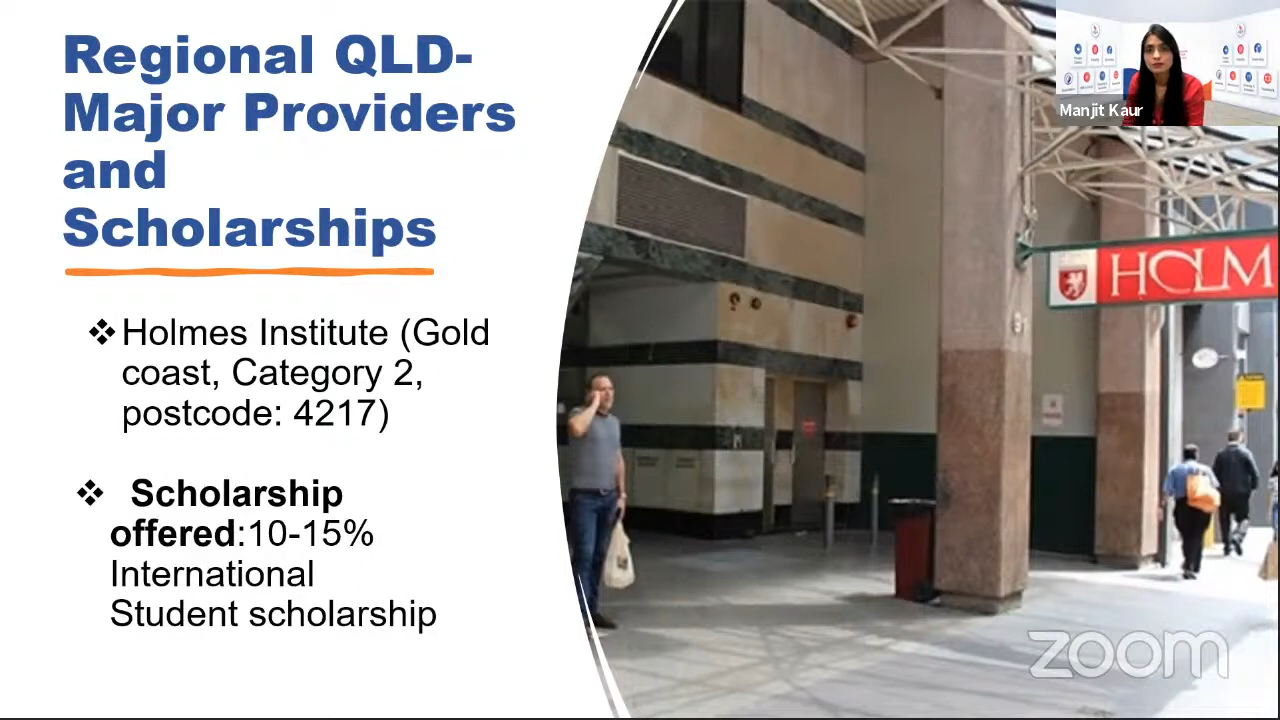 Regional QLD-
Major Providers
and
Scholarships
❖Holmes Institute (Gold
coast, Category 2,
postcode: 4217)
❖ Scholarship
offered:10-15%
International
Student scholarship
Manjit Kaur
HOLM
zoom